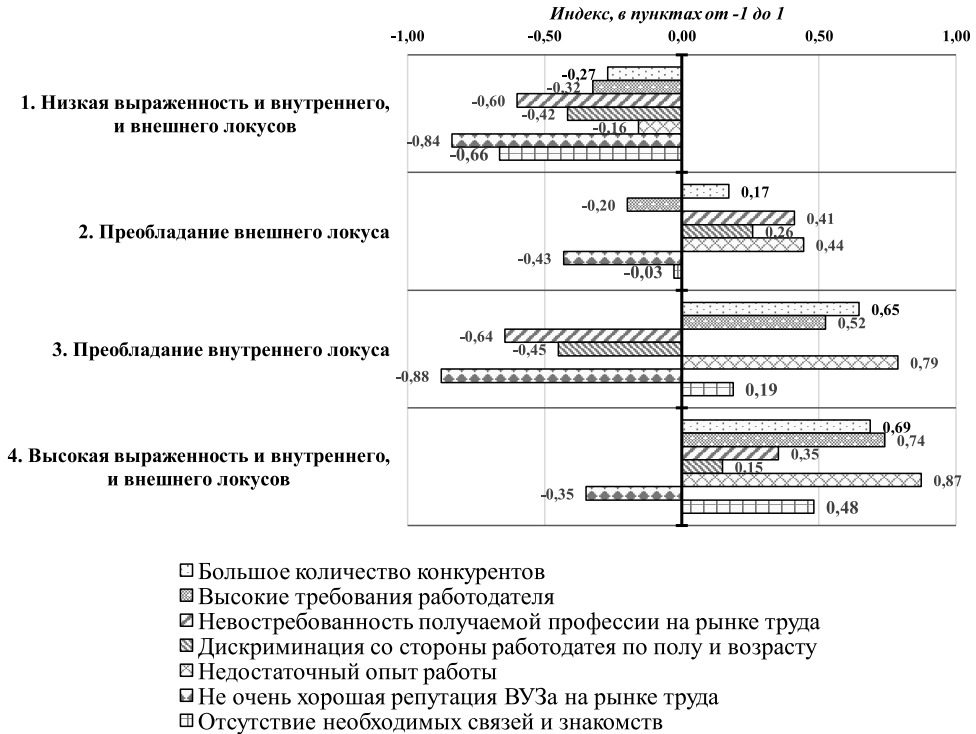 Индекс, в пунктах от -1 до 1
-1,00 -0,50 0,00 0,50 1,00
1. Низкая выраженность и внутреннего,
и внешнего локусов
-0,27
-0,32
-0,60
-0,42
-0,16
-0,84
-0,66
2. Преобладание внешнего локуса
0,17
-0,20
0,41
0,26
0,44
-0,43
-0,03
3. Преобладание внутреннего локуса
0,65
0,52
-0,64
-0,45
0,79
-0,88
0,19
4. Высокая выраженность и внутреннего,
и внешнего локусов
0,69
0,74
0,35
0,15
0,87
-0,35
0,48
Большое количество конкурентов
Высокие требования работодателя
Невостребованность получаемой профессии на рынке труда
Дискриминация со стороны работодатея по полу и возрасту
Недостаточный опыт работы
Не очень хорошая репутация ВУЗа на рынке труда
Отсутствие необходимых связей и знакомств